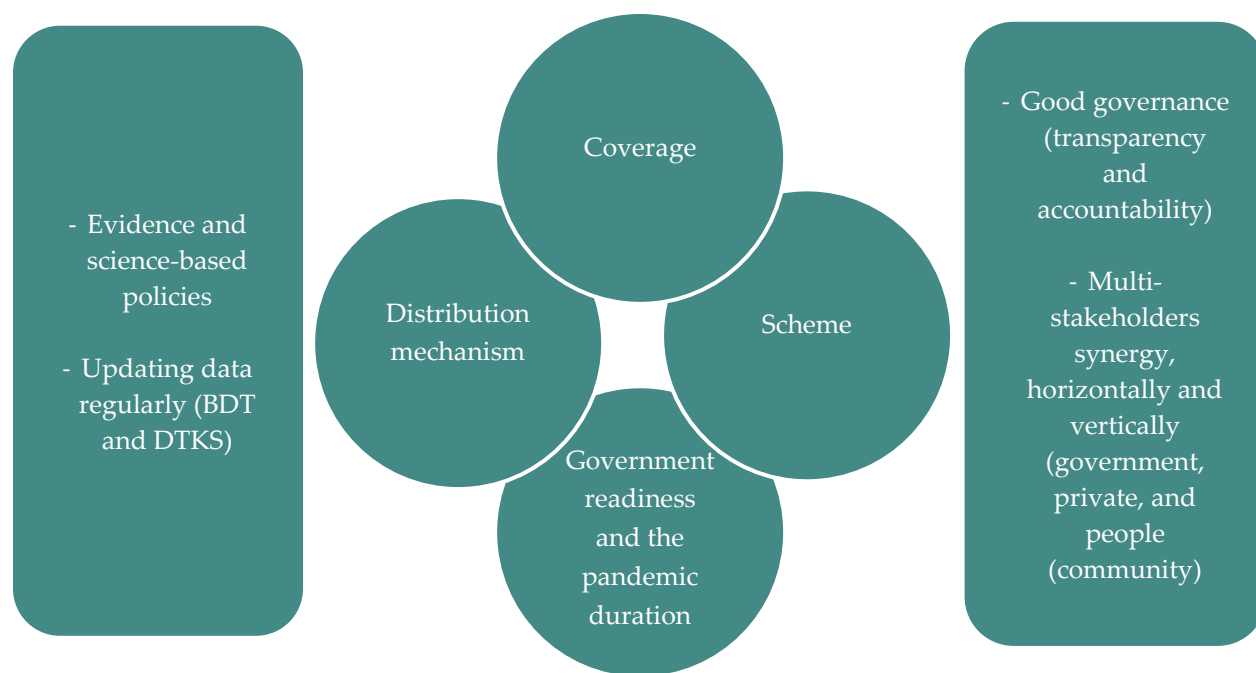 - Evidence and
science-based
policies
- Updating data
regularly (BDT
and DTKS)
Coverage
Distribution
mechanism
Scheme
Government
readiness
and the
pandemic
duration
- Good governance
(transparency
and
accountability)
- Multi-
stakeholders
synergy,
horizontally and
vertically
(government,
private, and
people
(community)